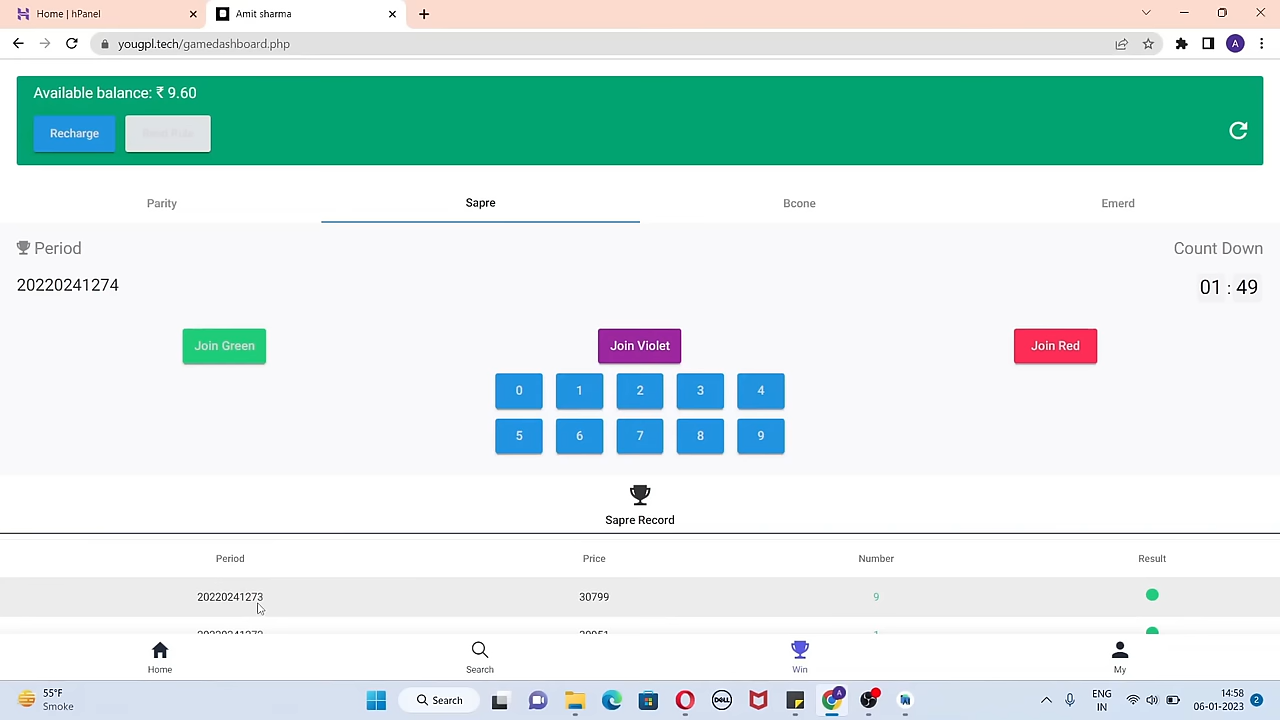 Home | hPanel
Amit sharma
yougpl.tech/gamedashboard.php
A
Available balance: ₹ 9.60
Recharge
Parity
Sapre
Bcone
Emerd
Period
Count Down
20220241274
01 : 49
Join Green
Join Violet
Join Red
0 1 2 3 4
5 6 7 8 9
Sapre Record
Period Price Number Result
20220241273 30799 9
Home
Search
Win
My
55°F
Smoke
Search
DELL
A
ENG
IN
14:58
06-01-2023
2